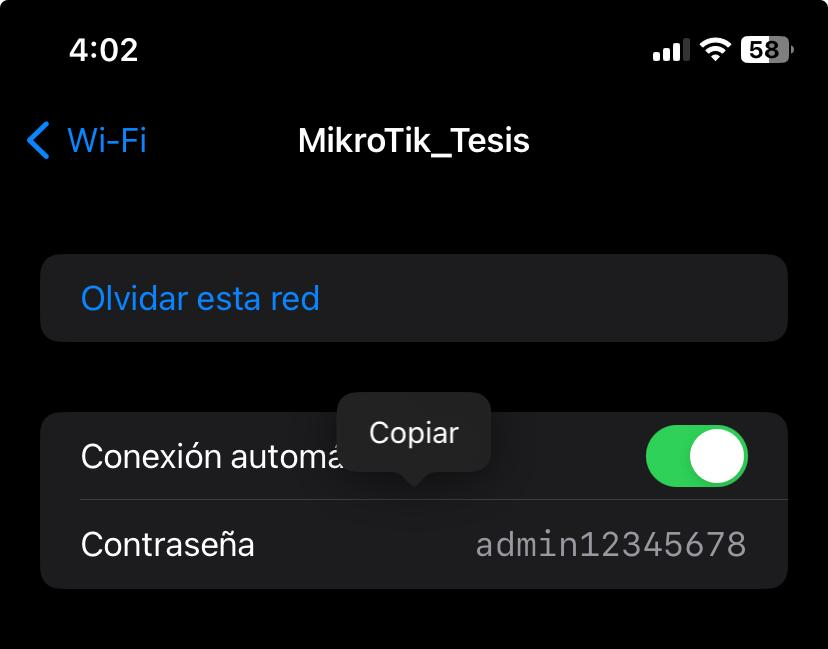 4:02
58
Wi-Fi
MikroTik_Tesis
Olvidar esta red
Copiar
Conexión automá
Contraseña admin12345678